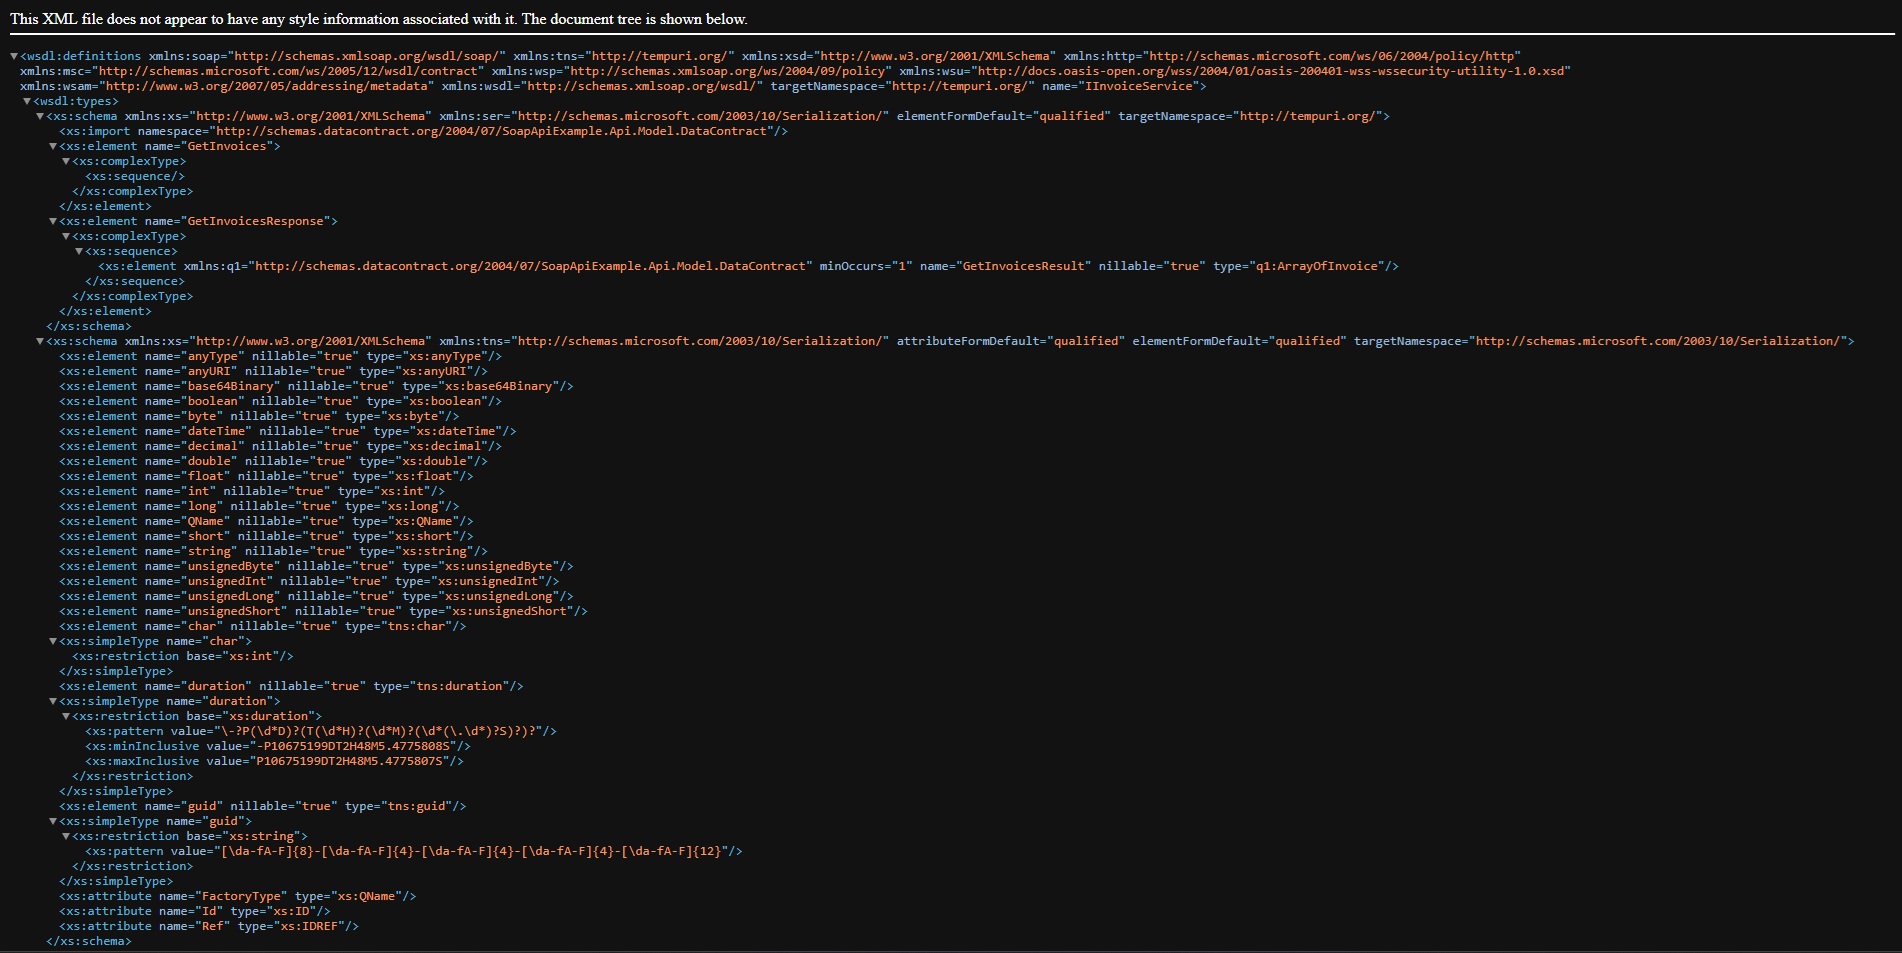 This XML file does not appear to have any style information associated with it. The document tree is shown below.
▼<wsdl:definitions xmlns:soap="http://schemas.xmlsoap.org/wsdl/soap/" xmlns:tns="http://tempuri.org/" xmlns:xsd="http://www.w3.org/2001/XMLSchema" xmlns:http="http://schemas.microsoft.com/ws/06/2004/policy/http"
xmlns:msc="http://schemas.microsoft.com/ws/2005/12/wsdl/contract" xmlns:wsp="http://schemas.xmlsoap.org/ws/2004/09/policy" xmlns:wsu="http://docs.oasis-open.org/wss/2004/01/oasis-200401-wss-wssecurity-utility-1.0.xsd"
xmlns:wsam="http://www.w3.org/2007/05/addressing/metadata" xmlns:wsdl="http://schemas.xmlsoap.org/wsdl/" targetNamespace="http://tempuri.org/" name="IInvoiceService">
▼<wsdl:types>
▼<xs:schema xmlns:xs="http://www.w3.org/2001/XMLSchema" xmlns:ser="http://schemas.microsoft.com/2003/10/Serialization/" elementFormDefault="qualified" targetNamespace="http://tempuri.org/">
<xs:import namespace="http://schemas.datacontract.org/2004/07/SoapApiExample.Api.Model.DataContract"/>
▼<xs:element name="GetInvoices">
▼<xs:complexType>
<xs:sequence/>
</xs:complexType>
</xs:element>
▼<xs:element name="GetInvoicesResponse">
▼<xs:complexType>
▼<xs:sequence>
<xs:element xmlns:q1="http://schemas.datacontract.org/2004/07/SoapApiExample.Api.Model.DataContract" minOccurs="1" name="GetInvoicesResult" nillable="true" type="q1:ArrayOfInvoice"/>
</xs:sequence>
</xs:complexType>
</xs:element>
</xs:schema>
▼<xs:schema xmlns:xs="http://www.w3.org/2001/XMLSchema" xmlns:tns="http://schemas.microsoft.com/2003/10/Serialization/" attributeFormDefault="qualified" elementFormDefault="qualified" targetNamespace="http://schemas.microsoft.com/2003/10/Serialization/">
<xs:element name="anyType" nillable="true" type="xs:anyType"/>
<xs:element name="anyURI" nillable="true" type="xs:anyURI"/>
<xs:element name="base64Binary" nillable="true" type="xs:base64Binary"/>
<xs:element name="boolean" nillable="true" type="xs:boolean"/>
<xs:element name="byte" nillable="true" type="xs:byte"/>
<xs:element name="dateTime" nillable="true" type="xs:dateTime"/>
<xs:element name="decimal" nillable="true" type="xs:decimal"/>
<xs:element name="double" nillable="true" type="xs:double"/>
<xs:element name="float" nillable="true" type="xs:float"/>
<xs:element name="int" nillable="true" type="xs:int"/>
<xs:element name="long" nillable="true" type="xs:long"/>
<xs:element name="QName" nillable="true" type="xs:QName"/>
<xs:element name="short" nillable="true" type="xs:short"/>
<xs:element name="string" nillable="true" type="xs:string"/>
<xs:element name="unsignedByte" nillable="true" type="xs:unsignedByte"/>
<xs:element name="unsignedInt" nillable="true" type="xs:unsignedInt"/>
<xs:element name="unsignedLong" nillable="true" type="xs:unsignedLong"/>
<xs:element name="unsignedShort" nillable="true" type="xs:unsignedShort"/>
<xs:element name="char" nillable="true" type="tns:char"/>
▼<xs:simpleType name="char">
<xs:restriction base="xs:int"/>
</xs:simpleType>
<xs:element name="duration" nillable="true" type="tns:duration"/>
▼<xs:simpleType name="duration">
▼<xs:restriction base="xs:duration">
<xs:pattern value="\-?P(\d*D)?(T(\d*H)?(\d*M)?(\d*(\.\d*)?S)?)?"/>
<xs:minInclusive value="-P10675199DT2H48M5.4775808S"/>
<xs:maxInclusive value="P10675199DT2H48M5.4775807S"/>
</xs:restriction>
</xs:simpleType>
<xs:element name="guid" nillable="true" type="tns:guid"/>
▼<xs:simpleType name="guid">
▼<xs:restriction base="xs:string">
<xs:pattern value="[\da-fA-F]{8}-[\da-fA-F]{4}-[\da-fA-F]{4}-[\da-fA-F]{4}-[\da-fA-F]{12}"/>
</xs:restriction>
</xs:simpleType>
<xs:attribute name="FactoryType" type="xs:QName"/>
<xs:attribute name="Id" type="xs:ID"/>
<xs:attribute name="Ref" type="xs:IDREF"/>
</xs:schema>